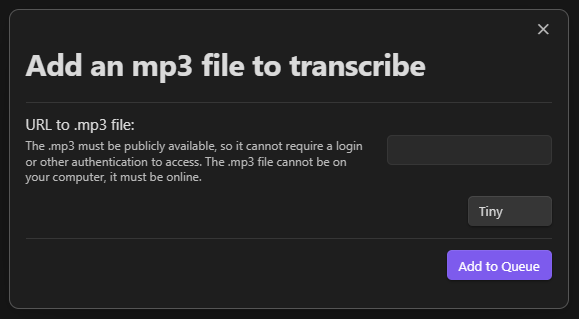 Add an mp3 file to transcribe
URL to .mp3 file:
The .mp3 must be publicly available, so it cannot require a login
or other authentication to access. The .mp3 file cannot be on
your computer, it must be online.
Tiny
Add to Queue